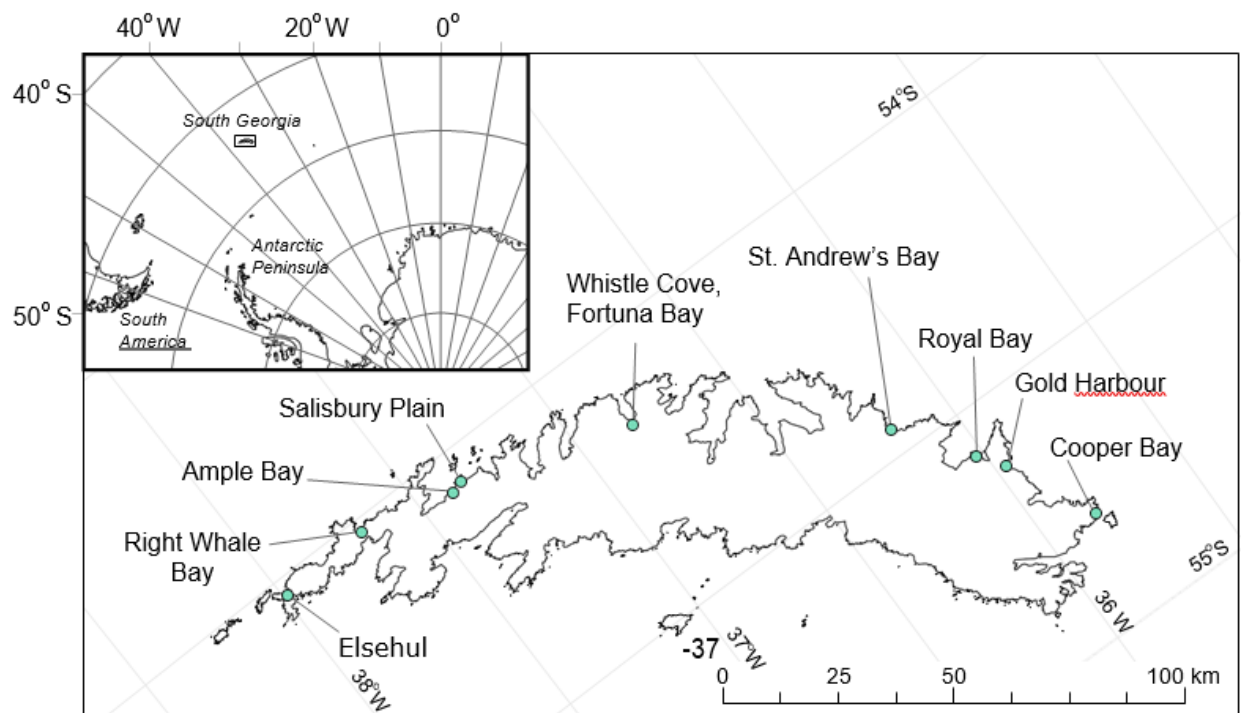 40° W
20° W
0°
40° S
54°S
South Georgia
Antarctic
Peninsula
St. Andrew's Bay
Whistle Cove,
Fortuna Bay
50° S
South
America
Royal Bay
Gold Harbour
Salisbury Plain
Cooper Bay
Ample Bay
Right Whale
Bay
55°S
36 W
Elsehul
-37
37°W
38°W
0 25 50 100 km